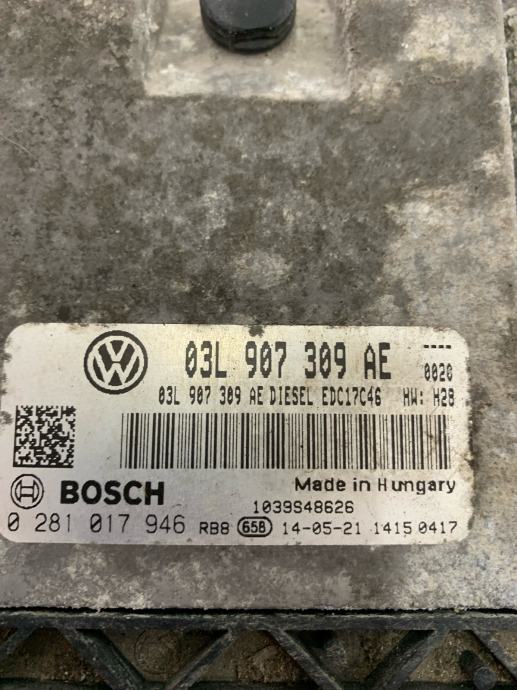 03L 907 309 AE ----
0020
03L 907 309 AE DIESEL EDC17C46 HW: H28
BOSCH Made in Hungary
1039S48626
0 281 017 946 RB8 658 14-05-21 1415 0417